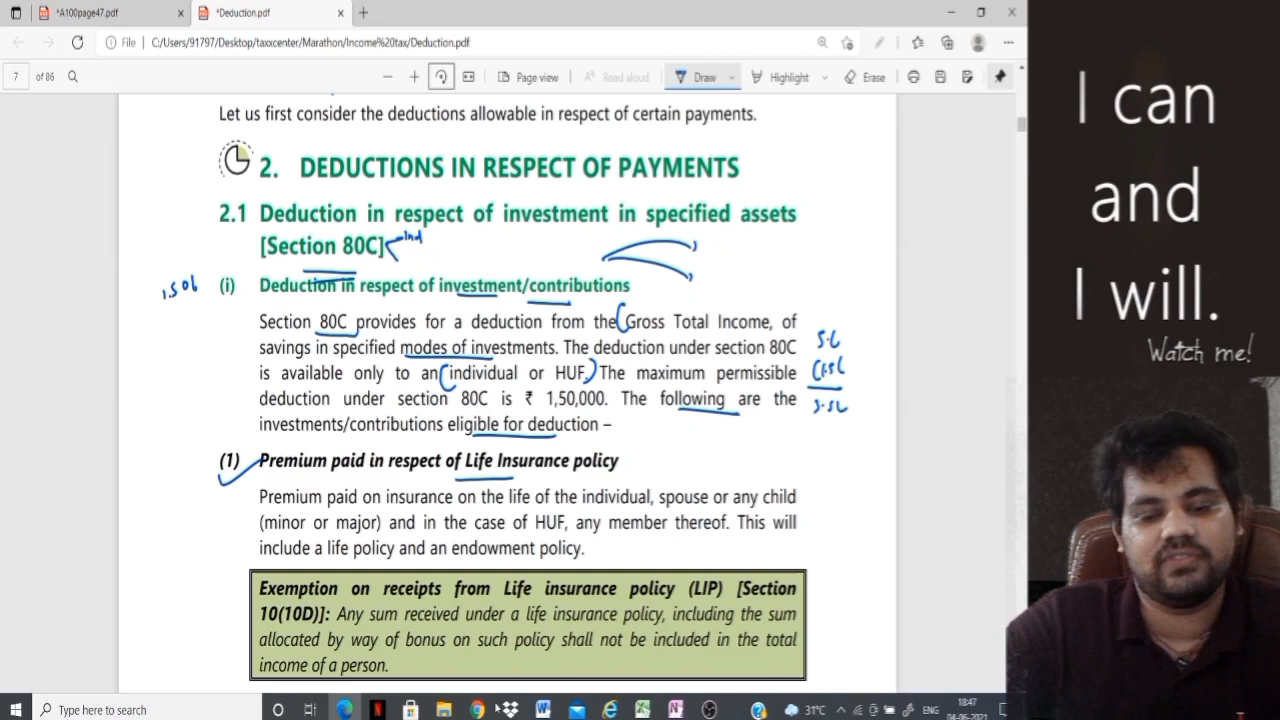 *A100page47.pdf
*Deduction.pdf
File
C:/Users/91797/Desktop/taxxcenter/Marathon/Income%20tax/Deduction.pdf
7
of 86
Page view
Read aloud
Draw
Highlight
Erase
Let us first consider the deductions allowable in respect of certain payments.
2. DEDUCTIONS IN RESPECT OF PAYMENTS
2.1 Deduction in respect of investment in specified assets
[Section 80C]
Ind
(i) Deduction in respect of investment/contributions
Section 80C provides for a deduction from the Gross Total Income, of
savings in specified modes of investments. The deduction under section 80C
is available only to an individual or HUF. The maximum permissible
deduction under section 80C is ₹ 1,50,000. The following are the
investments/contributions eligible for deduction –
(1) Premium paid in respect of Life Insurance policy
Premium paid on insurance on the life of the individual, spouse or any child
(minor or major) and in the case of HUF, any member thereof. This will
include a life policy and an endowment policy.
Exemption on receipts from Life insurance policy (LIP) [Section
10(10D)]: Any sum received under a life insurance policy, including the sum
allocated by way of bonus on such policy shall not be included in the total
income of a person.
I can
and
I will.
Watch me!
Type here to search
31°C
ENG
18:47
04-06-2021